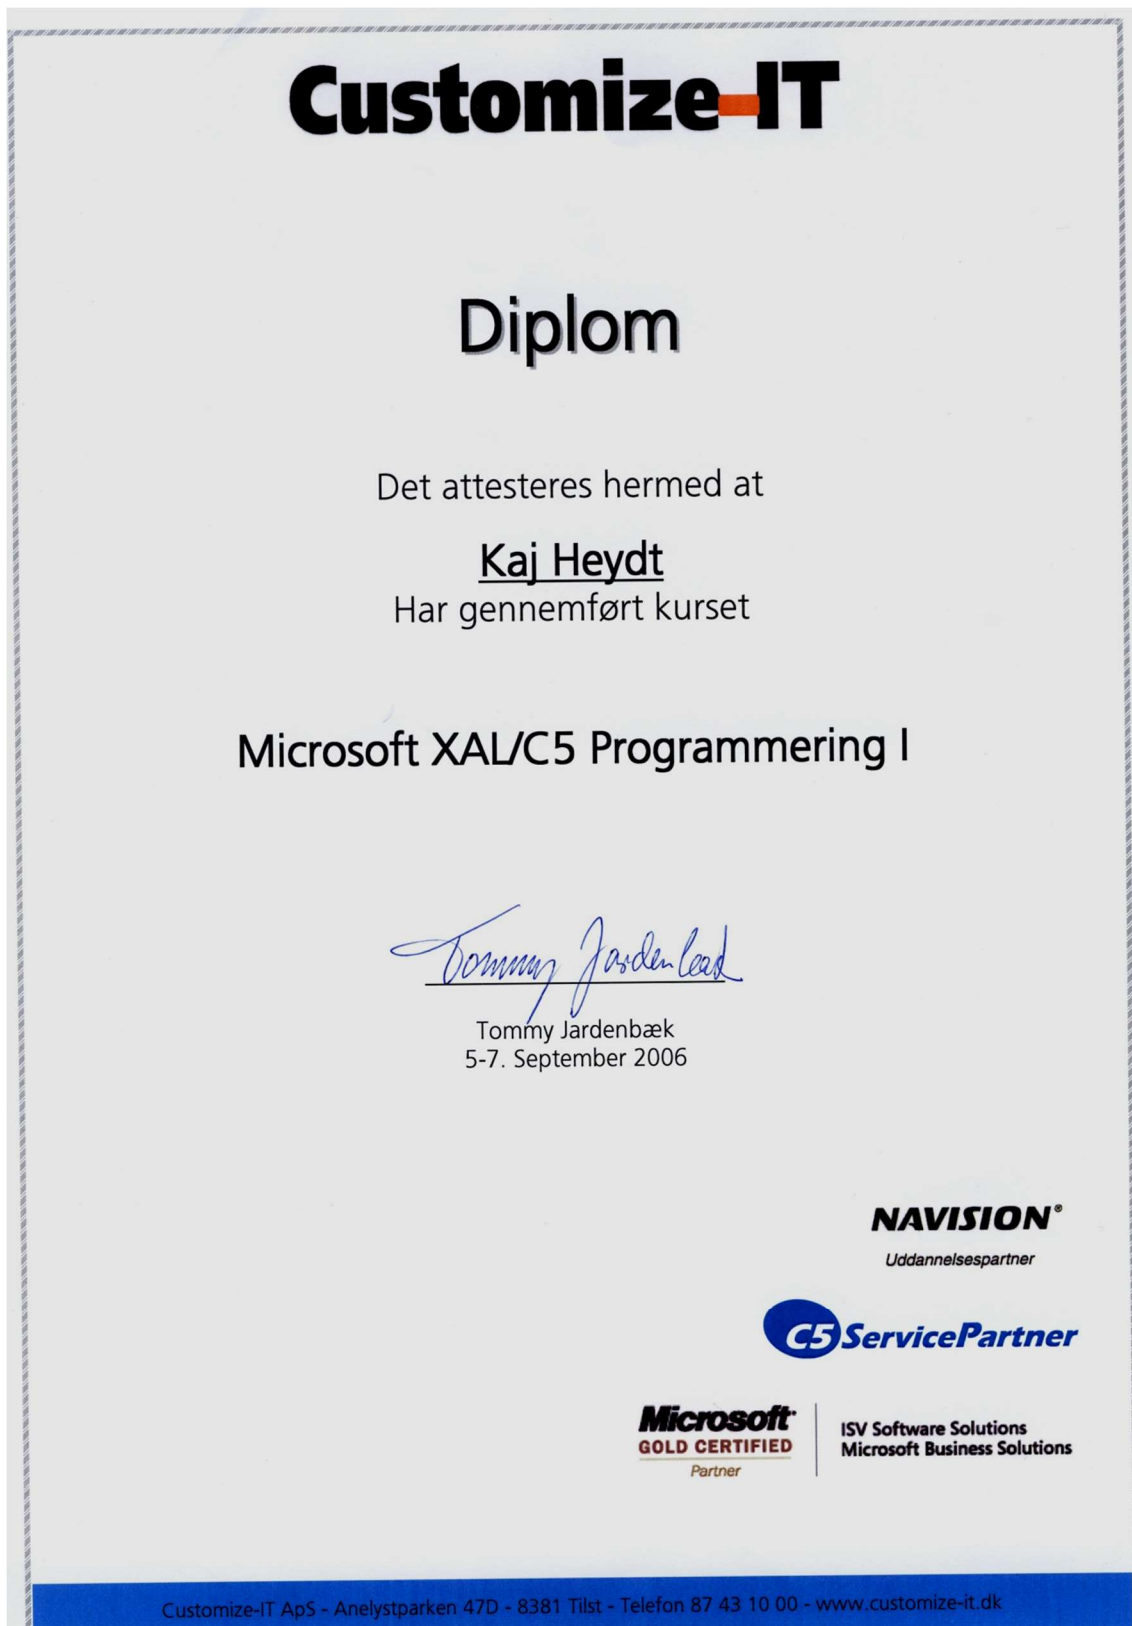 Customize-IT
Diplom
Det attesteres hermed at
Kaj Heydt
Har gennemført kurset
Microsoft XAL/C5 Programmering I
Tommy Jardenbæk
Tommy Jardenbæk
5-7. September 2006
NAVISION®
Uddannelsespartner
C5 ServicePartner
Microsoft
GOLD CERTIFIED
Partner
ISV Software Solutions
Microsoft Business Solutions
Customize-IT ApS - Anelystparken 47D - 8381 Tilst - Telefon 87 43 10 00 - www.customize-it.dk